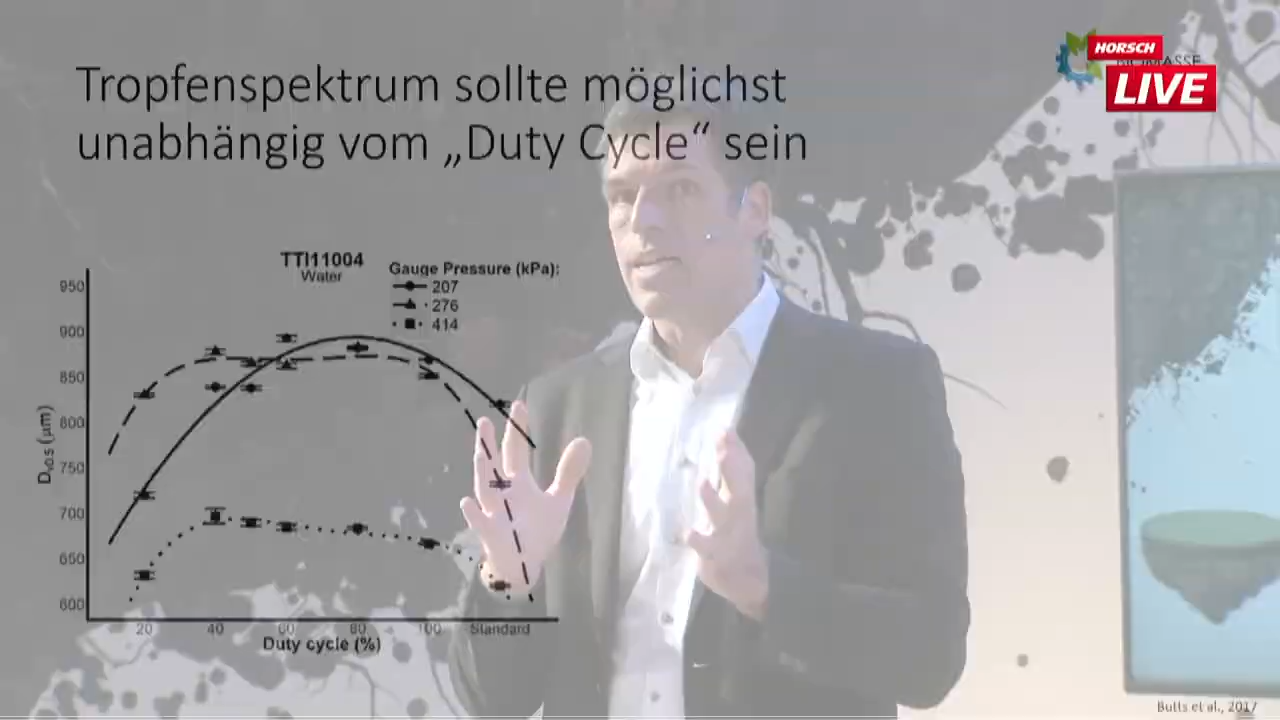 Tropfenspektrum sollte möglichst
unabhängig vom „Duty Cycle“ sein
HORSCH
LIVE
BIOMASSE
TTI11004
Water
Gauge Pressure (kPa):
207
276
414
950
900
850
800
750
700
650
600
Dv0.5 (µm)
20 40 60 80 100 Standard
Duty cycle (%)
Butts et al., 2017